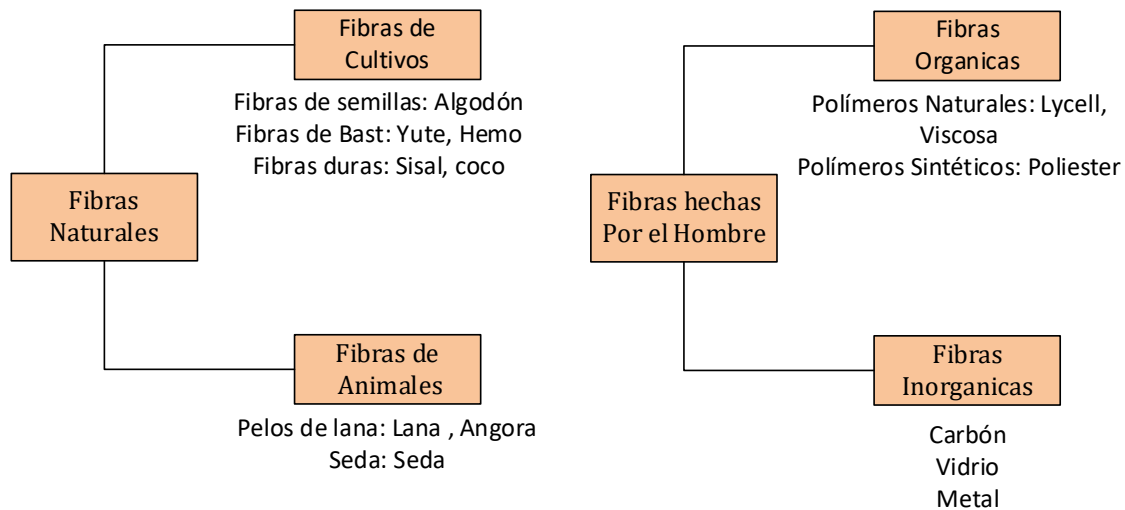 Fibras de
Cultivos
Fibras de semillas: Algodón
Fibras de Bast: Yute, Hemo
Fibras duras: Sisal, coco
Fibras
Naturales
Fibras de
Animales
Pelos de lana: Lana , Angora
Seda: Seda
Fibras
Organicas
Polímeros Naturales: Lycell,
Viscosa
Polímeros Sintéticos: Poliester
Fibras hechas
Por el Hombre
Fibras
Inorganicas
Carbón
Vidrio
Metal